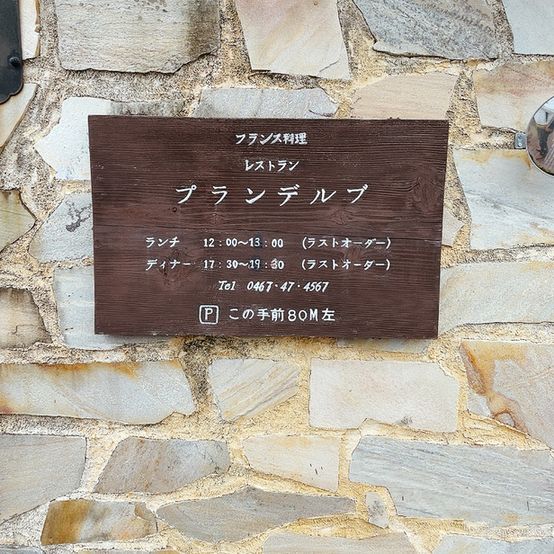 フランス料理
レストラン
プランデルブ
ランチ 12:00～13:00 (ラストオーダー)
ディナー 17:30～19:30 (ラストオーダー)
Tel 0467・47・4567
P この手前80M左